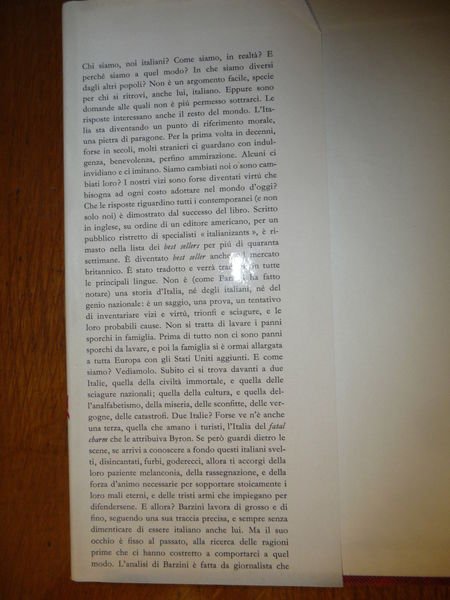 Chi siamo, noi italiani? Come siamo, in realtà? E
perché siamo a quel modo? In che siamo diversi
dagli altri popoli? Non è un argomento facile, specie
per chi si ritrovi, anche lui, italiano. Eppure sono
domande alle quali non è piú permesso sottrarci. Le
risposte interessano anche il resto del mondo. L'Ita-
lia sta diventando un punto di riferimento morale,
una pietra di paragone. Per la prima volta in decenni,
forse in secoli, molti stranieri ci guardano con indul-
genza, benevolenza, perfino ammirazione. Alcuni ci
invidiano e ci imitano. Siamo cambiati noi o sono cam-
biati loro? I nostri vizi sono forse diventati virtú che
bisogna ad ogni costo adottare nel mondo d'oggi?
Che le risposte riguardino tutti i contemporanei (e non
solo noi) è dimostrato dal successo del libro. Scritto
in inglese, su ordine di un editore americano, per un
pubblico ristretto di specialisti « italianizants », è ri-
masto nella lista dei best sellers per piú di quaranta
settimane. È diventato best seller anche sul mercato
britannico. È stato tradotto e verrà tradotto in tutte
le principali lingue. Non è (come ha fatto
notare) una storia d'Italia, né degli italiani, né del
genio nazionale: è un saggio, una prova, un tentativo
di inventariare vizi e virtú, trionfi e sciagure, e le
loro probabili cause. Non si tratta di lavare i panni
sporchi in famiglia. Prima di tutto non ci sono panni
sporchi da lavare, e poi la famiglia si è ormai allargata
a tutta Europa con gli Stati Uniti aggiunti. E come
siamo? Vediamolo. Subito ci si trova davanti a due
Italie, quella della civiltà immortale, e quella delle
sciagure nazionali; quella della cultura, e quella del-
l'analfabetismo, della miseria, delle sconfitte, delle ver-
gogne, delle catastrofi. Due Italie? Forse ve n'è anche
una terza, quella che amano i turisti, l'Italia del fatal
charm che le attribuiva Byron. Se però guardi dietro le
scene, se arrivi a conoscere a fondo questi italiani svel-
ti, disincantati, furbi, goderecci, allora ti accorgi della
loro paziente melanconia, della rassegnazione, e della
forza d'animo necessarie per sopportare stoicamente i
loro mali eterni, e delle tristi armi che impiegano per
difendersene. E allora? Barzini lavora di grosso e di
fino, seguendo una sua traccia precisa, e sempre senza
dimenticare di essere italiano anche lui. Ma il suo
occhio è fisso al passato, alla ricerca delle ragioni
prime che ci hanno costretto a comportarci a quel
modo. L'analisi di Barzini è fatta da giornalista che